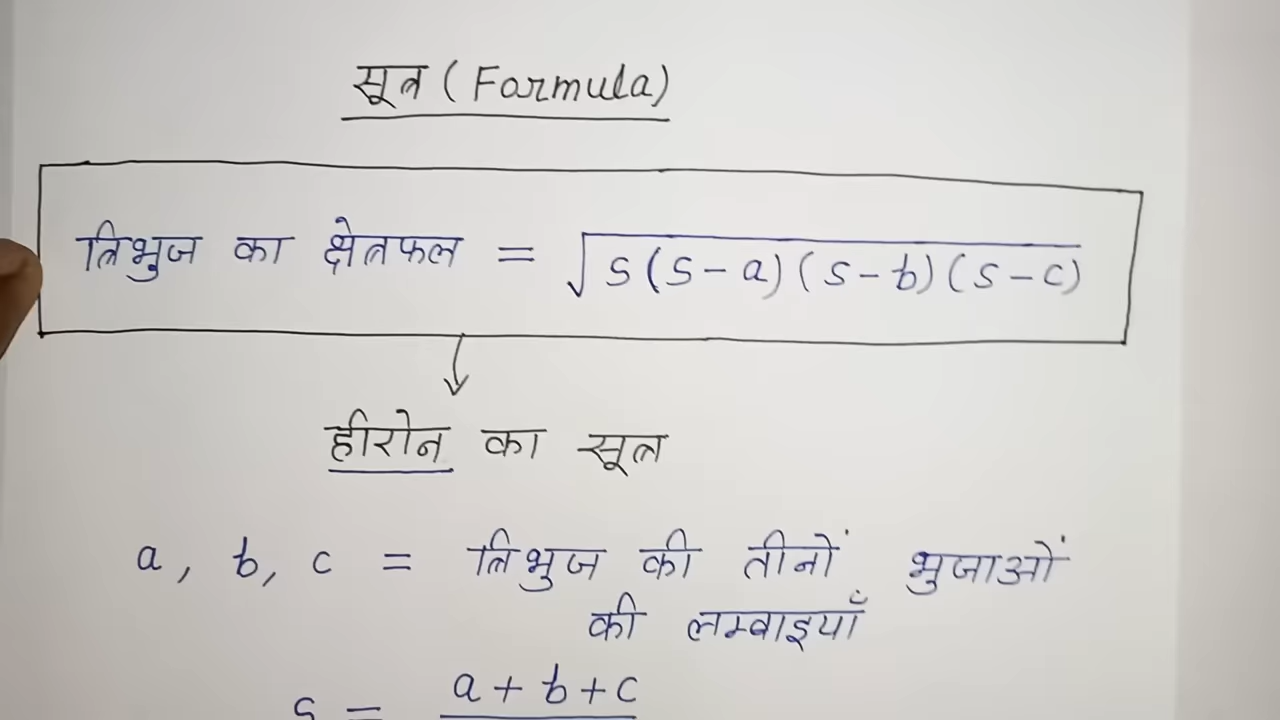 सूत्र (Formula)
त्रिभुज का क्षेत्रफल = √s(s-a)(s-b)(s-c)
हीरोन का सूत्र
a, b, c = त्रिभुज की तीनों भुजाओं
की लम्बाइयाँ
s = a+b+c